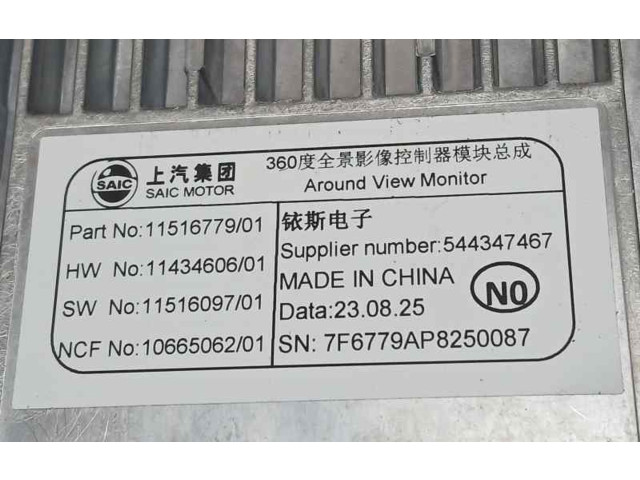 SAIC
上汽集团
SAIC MOTOR
360度全景影像控制器模块总成
Around View Monitor
Part No:11516779/01
HW No:11434606/01
SW No:11516097/01
NCF No:10665062/01
铱斯电子
Supplier number:544347467
MADE IN CHINA
Data:23.08.25
SN: 7F6779AP8250087
N0